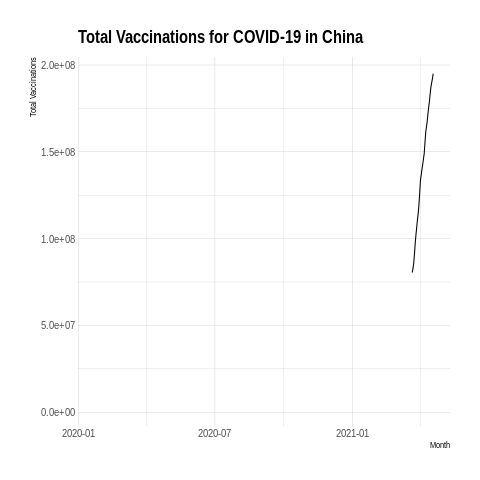 Total Vaccinations for COVID-19 in China
Total Vaccinations
2.0e+08
1.5e+08
1.0e+08
5.0e+07
0.0e+00
2020-01 2020-07 2021-01
Month